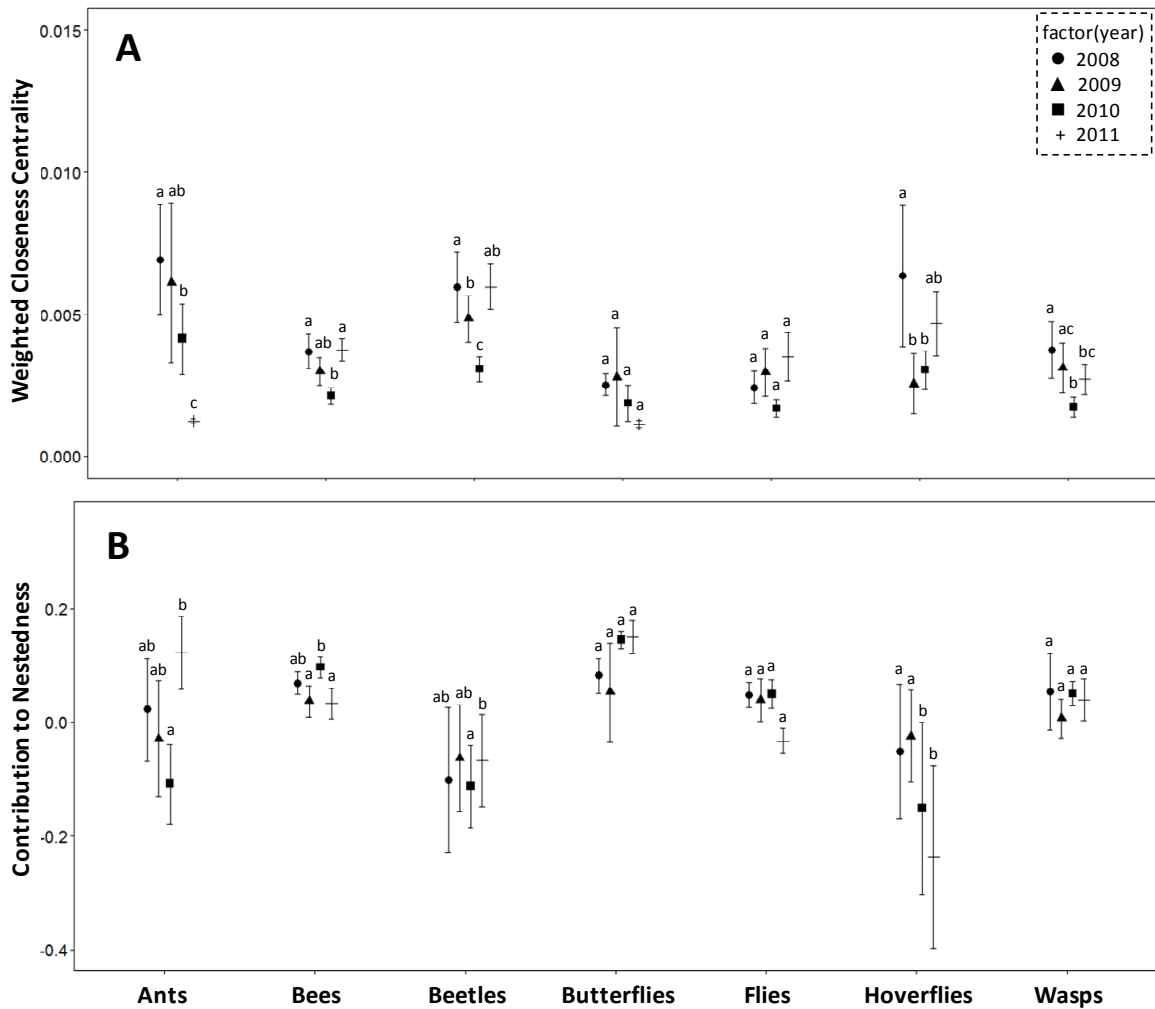 A
factor(year)
2008
2009
2010
2011
Weighted Closeness Centrality
0.015
0.010
0.005
0.000
a ab b c
a ab b a
a b c ab
a a a a
a a a a
a b b ab
a ac b bc
B
Contribution to Nestedness
0.2
0.0
-0.2
-0.4
ab ab a b
ab a b a
ab ab a b
a a a a
a a a a
a a b b
a a a a
Ants Bees Beetles Butterflies Flies Hoverflies Wasps